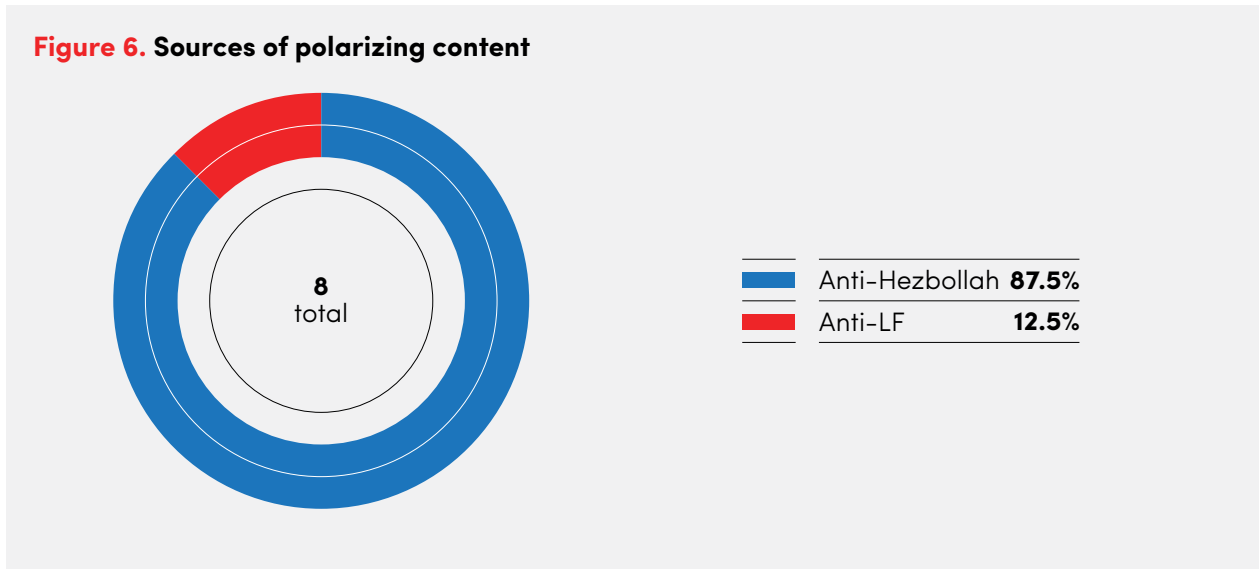 Figure 6. Sources of polarizing content
8
total
Anti-Hezbollah 87.5%
Anti-LF 12.5%